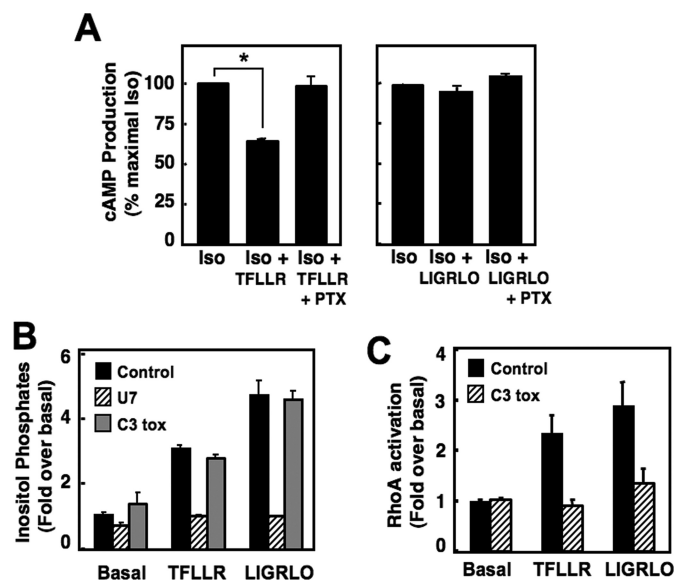 A
cAMP Production
(% maximal Iso)
100
75
50
25
0
*
Iso
Iso +
TFLLR
Iso +
TFLLR
+ PTX
Iso
Iso +
LIGRLO
Iso +
LIGRLO
+ PTX
B
Inositol Phosphates
(Fold over basal)
6
4
2
0
Control
U7
C3 tox
Basal
TFLLR
LIGRLO
C
RhoA activation
(Fold over basal)
4
3
2
1
0
Control
C3 tox
Basal
TFLLR
LIGRLO